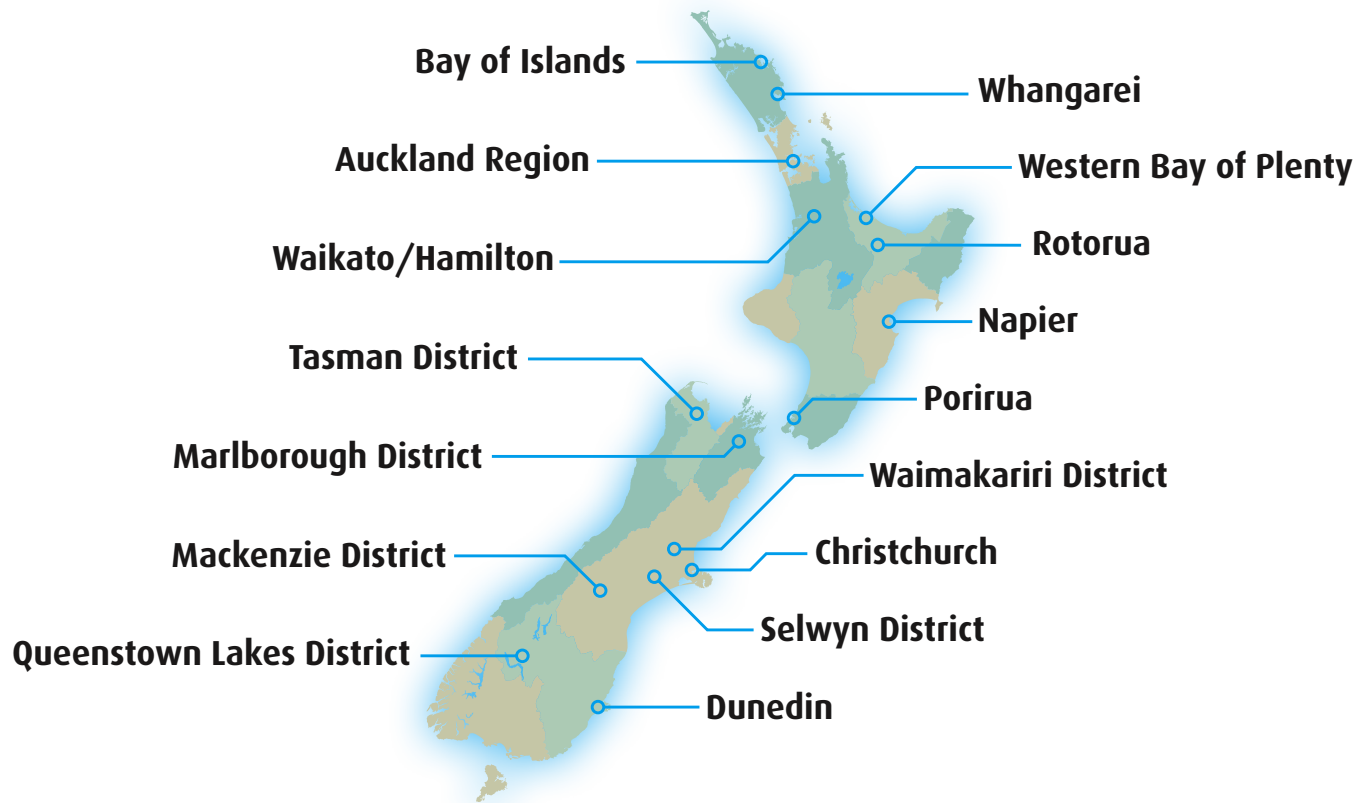 Bay of Islands
Whangarei
Auckland Region
Western Bay of Plenty
Waikato/Hamilton
Rotorua
Napier
Tasman District
Porirua
Marlborough District
Waimakariri District
Mackenzie District
Christchurch
Selwyn District
Queenstown Lakes District
Dunedin